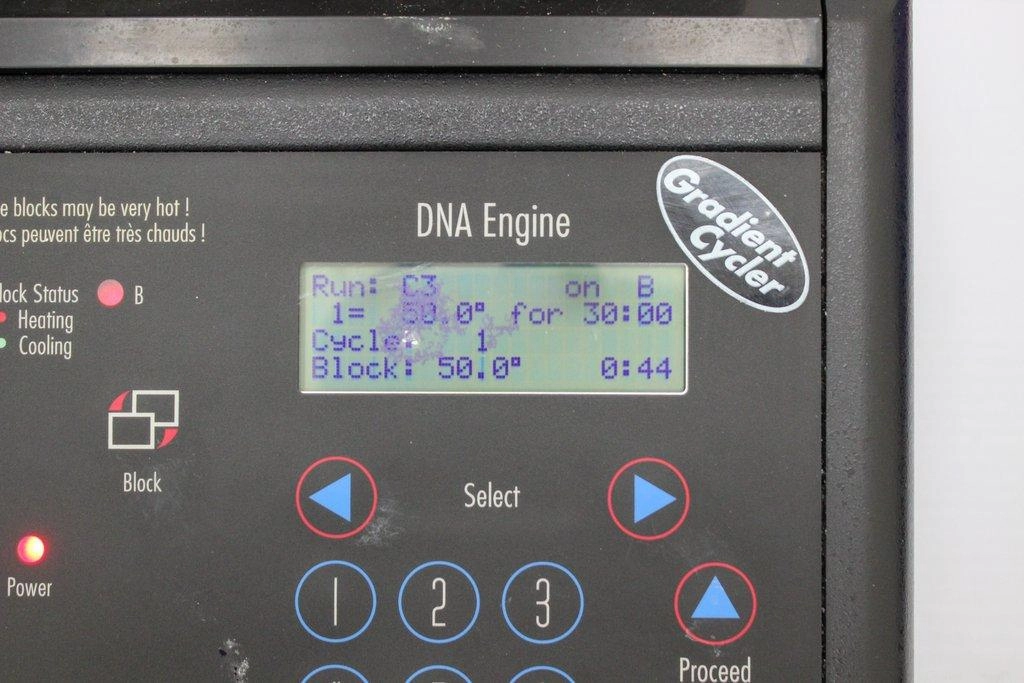 e blocks may be very hot !
ocs peuvent être très chauds !
DNA Engine
Gradient
Cycler
lock Status B
Heating
Cooling
Run: C3 on B
1= 50.0° for 30:00
Cycle: 1
Block: 50.0° 0:44
Block
Select
Power
1 2 3
Proceed